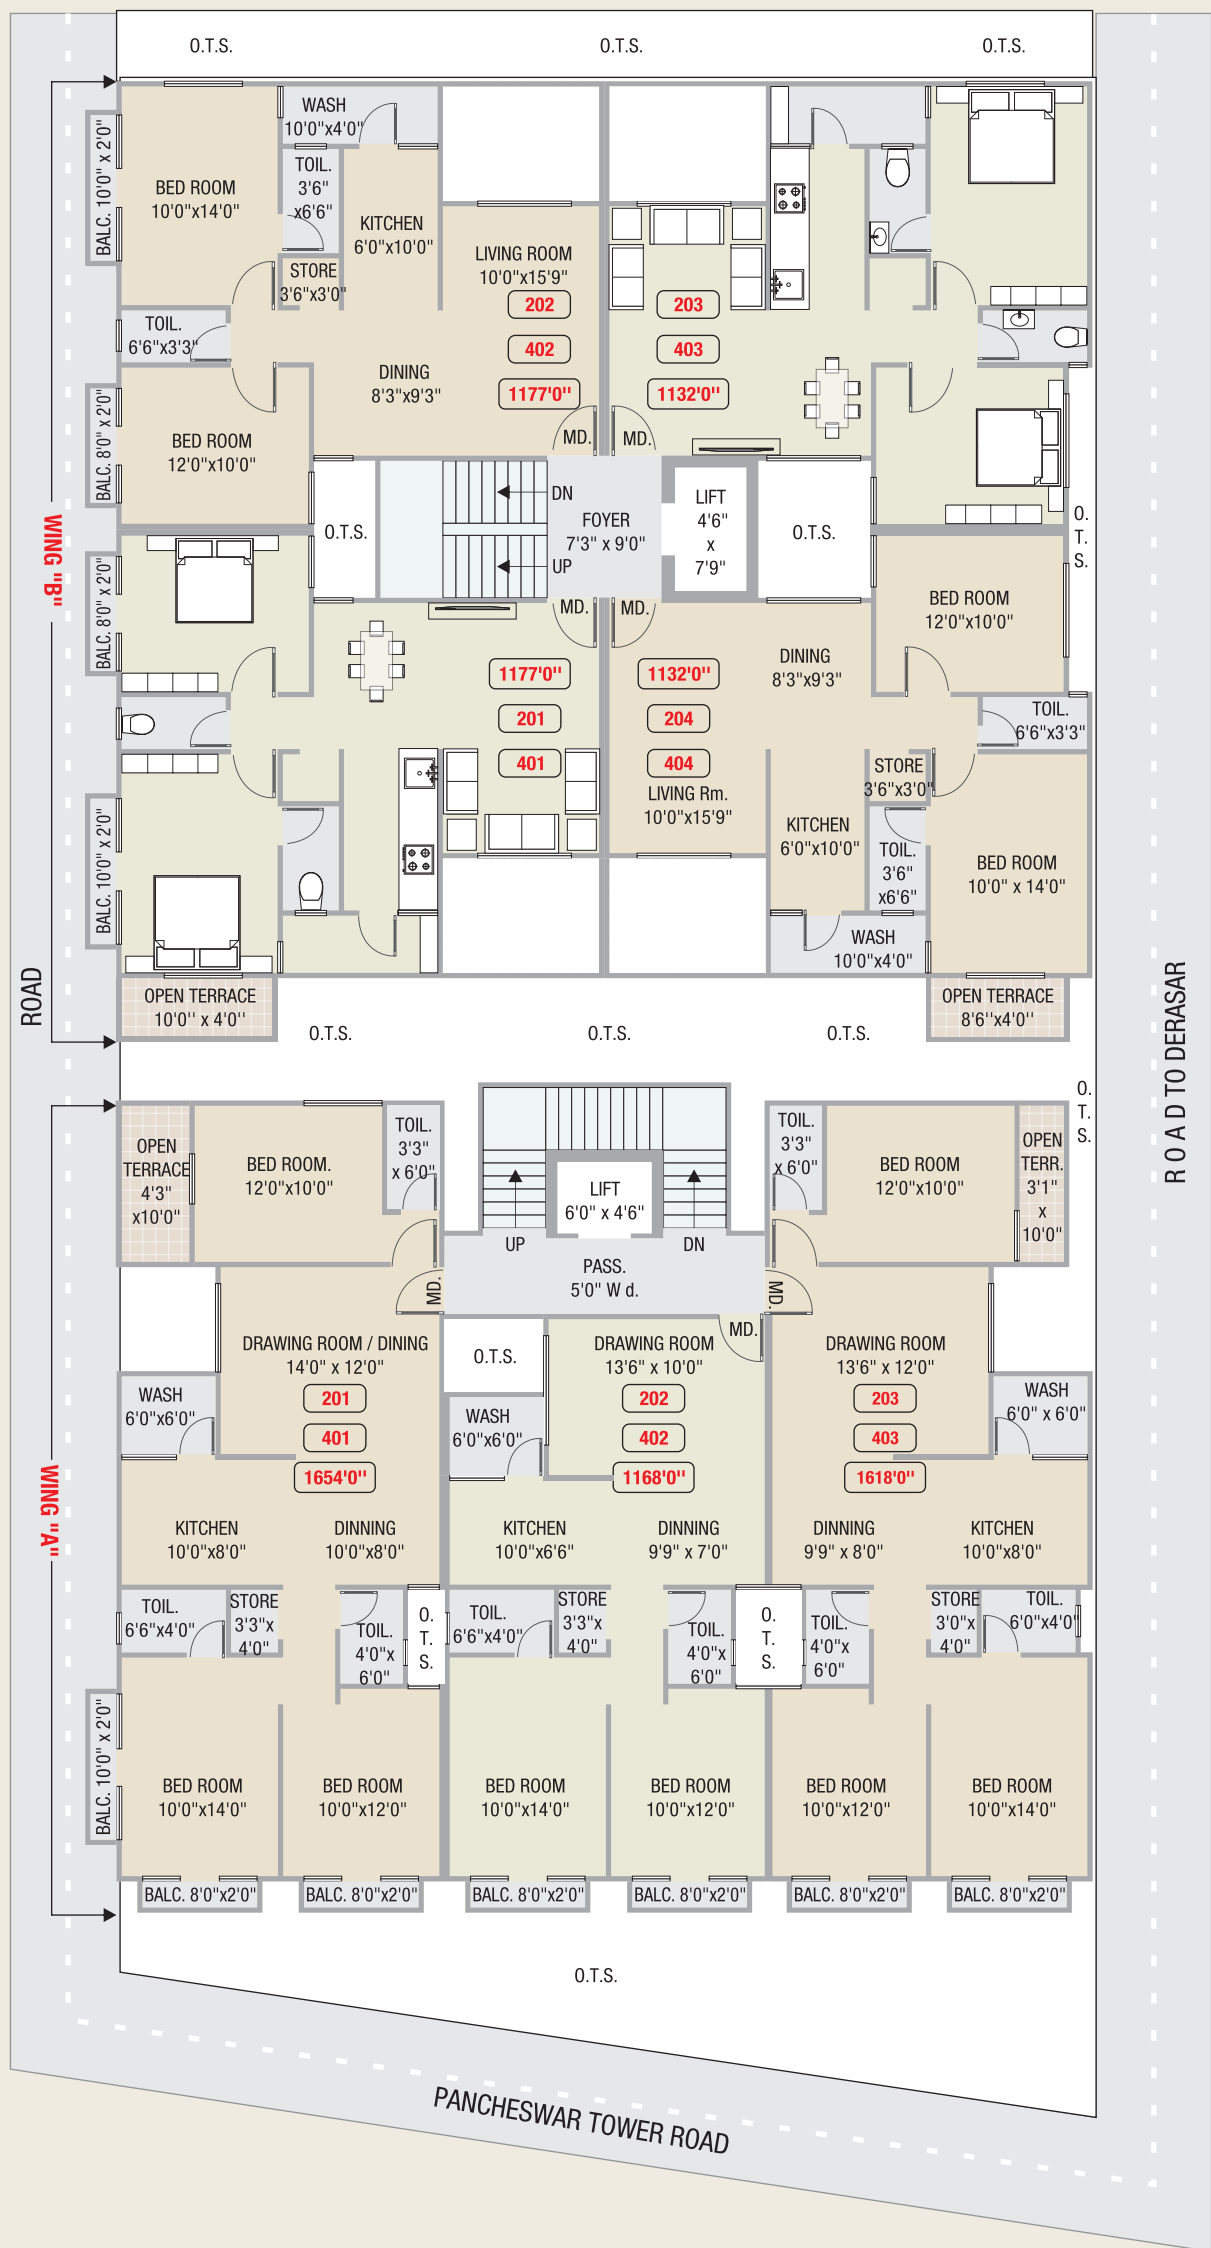 O.T.S.
O.T.S.
O.T.S.
WASH
10'0"x4'0"
BALC. 10'0" x 2'0"
BED ROOM
10'0"x14'0"
TOIL.
3'6"
x6'6"
KITCHEN
6'0"x10'0"
LIVING ROOM
10'0"x15'9"
STORE
3'6"x3'0"
202
402
1177'0''
203
403
1132'0''
TOIL.
6'6"x3'3"
DINING
8'3"x9'3"
MD.
MD.
BALC. 8'0" x 2'0"
BED ROOM
12'0"x10'0"
O.T.S.
DN
UP
FOYER
7'3" x 9'0"
LIFT
4'6"
x
7'9"
O.T.S.
O.
T.
S.
WING "B"
BALC. 8'0" x 2'0"
MD.
MD.
BED ROOM
12'0"x10'0"
1177'0''
201
401
1132'0''
204
404
DINING
8'3"x9'3"
LIVING Rm.
10'0"x15'9"
TOIL.
6'6"x3'3"
STORE
3'6"x3'0"
KITCHEN
6'0"x10'0"
TOIL.
3'6"
x6'6"
BED ROOM
10'0" x 14'0"
BALC. 10'0" x 2'0"
WASH
10'0"x4'0"
ROAD
ROAD TO DERASAR
OPEN TERRACE
10'0'' x 4'0''
OPEN TERRACE
8'6''x4'0''
O.T.S.
O.T.S.
O.T.S.
O.
T.
S.
OPEN
TERRACE
4'3"
x10'0"
BED ROOM.
12'0"x10'0"
TOIL.
3'3"
x 6'0"
LIFT
6'0" x 4'6"
UP
DN
PASS.
5'0" W d.
TOIL.
3'3"
x 6'0"
BED ROOM
12'0"x10'0"
OPEN
TERR.
3'1"
x
10'0"
MD.
MD.
MD.
DRAWING ROOM / DINING
14'0" x 12'0"
201
401
1654'0''
O.T.S.
DRAWING ROOM
13'6" x 10'0"
202
402
1168'0''
DRAWING ROOM
13'6" x 12'0"
203
403
1618'0''
WASH
6'0"x6'0"
WASH
6'0"x6'0"
WASH
6'0" x 6'0"
WING "A"
KITCHEN
10'0"x8'0"
DINNING
10'0"x8'0"
KITCHEN
10'0"x6'6"
DINNING
9'9" x 7'0"
DINNING
9'9" x 8'0"
KITCHEN
10'0"x8'0"
TOIL.
6'6"x4'0"
STORE
3'3"x
4'0"
TOIL.
4'0"x
6'0"
O.
T.
S.
TOIL.
6'6"x4'0"
STORE
3'3"x
4'0"
TOIL.
4'0"x
6'0"
O.
T.
S.
TOIL.
4'0"x
6'0"
STORE
3'0"x
4'0"
TOIL.
6'0"x4'0"
BALC. 10'0" x 2'0"
BED ROOM
10'0"x14'0"
BED ROOM
10'0"x12'0"
BED ROOM
10'0"x14'0"
BED ROOM
10'0"x12'0"
BED ROOM
10'0"x12'0"
BED ROOM
10'0"x14'0"
BALC. 8'0"x2'0"
BALC. 8'0"x2'0"
BALC. 8'0"x2'0"
BALC. 8'0"x2'0"
BALC. 8'0"x2'0"
BALC. 8'0"x2'0"
O.T.S.
PANCHESWAR TOWER ROAD